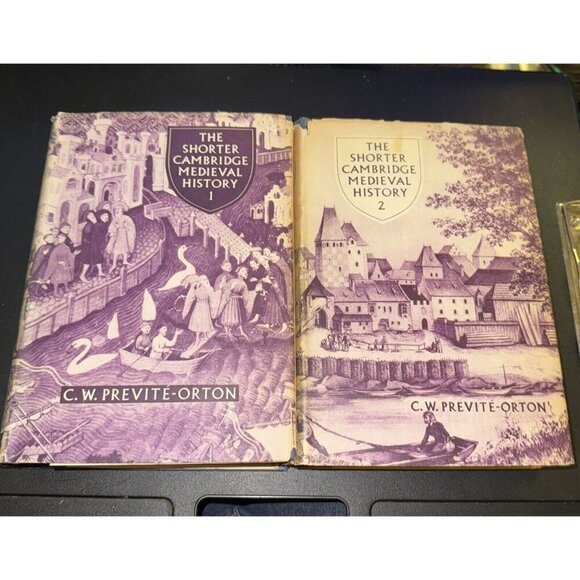 THE
SHORTER
CAMBRIDGE
MEDIEVAL
HISTORY
1
C. W. PREVITÉ-ORTON
THE
SHORTER
CAMBRIDGE
MEDIEVAL
HISTORY
2
C. W. PREVITÉ-ORTON